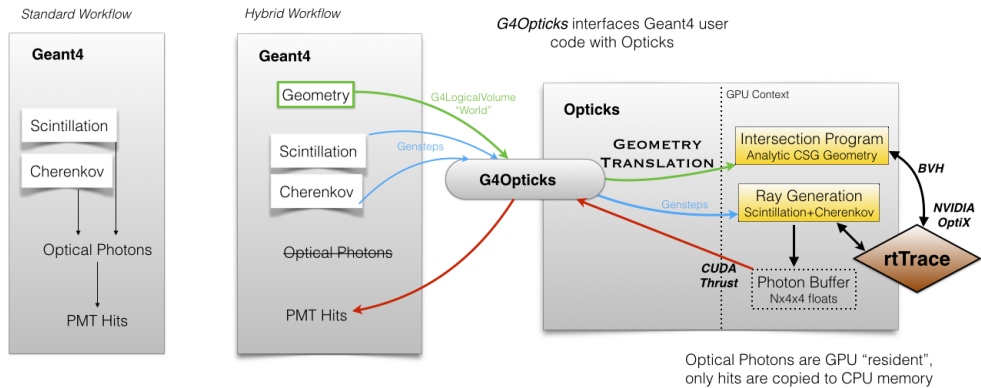 Standard Workflow
Geant4
Scintillation
Cherenkov
Optical Photons
PMT Hits
Hybrid Workflow
Geant4
Geometry
Scintillation
Cherenkov
Optical Photons
PMT Hits
G4LogicalVolume
“World”
Gensteps
G4Opticks interfaces Geant4 user
code with Opticks
G4Opticks
Opticks
GPU Context
Geometry
Translation
Gensteps
Intersection Program
Analytic CSG Geometry
Ray Generation
Scintillation+Cherenkov
BVH
NVIDIA
OptiX
rtTrace
CUDA
Thrust
Photon Buffer
Nx4x4 floats
Optical Photons are GPU “resident”,
only hits are copied to CPU memory